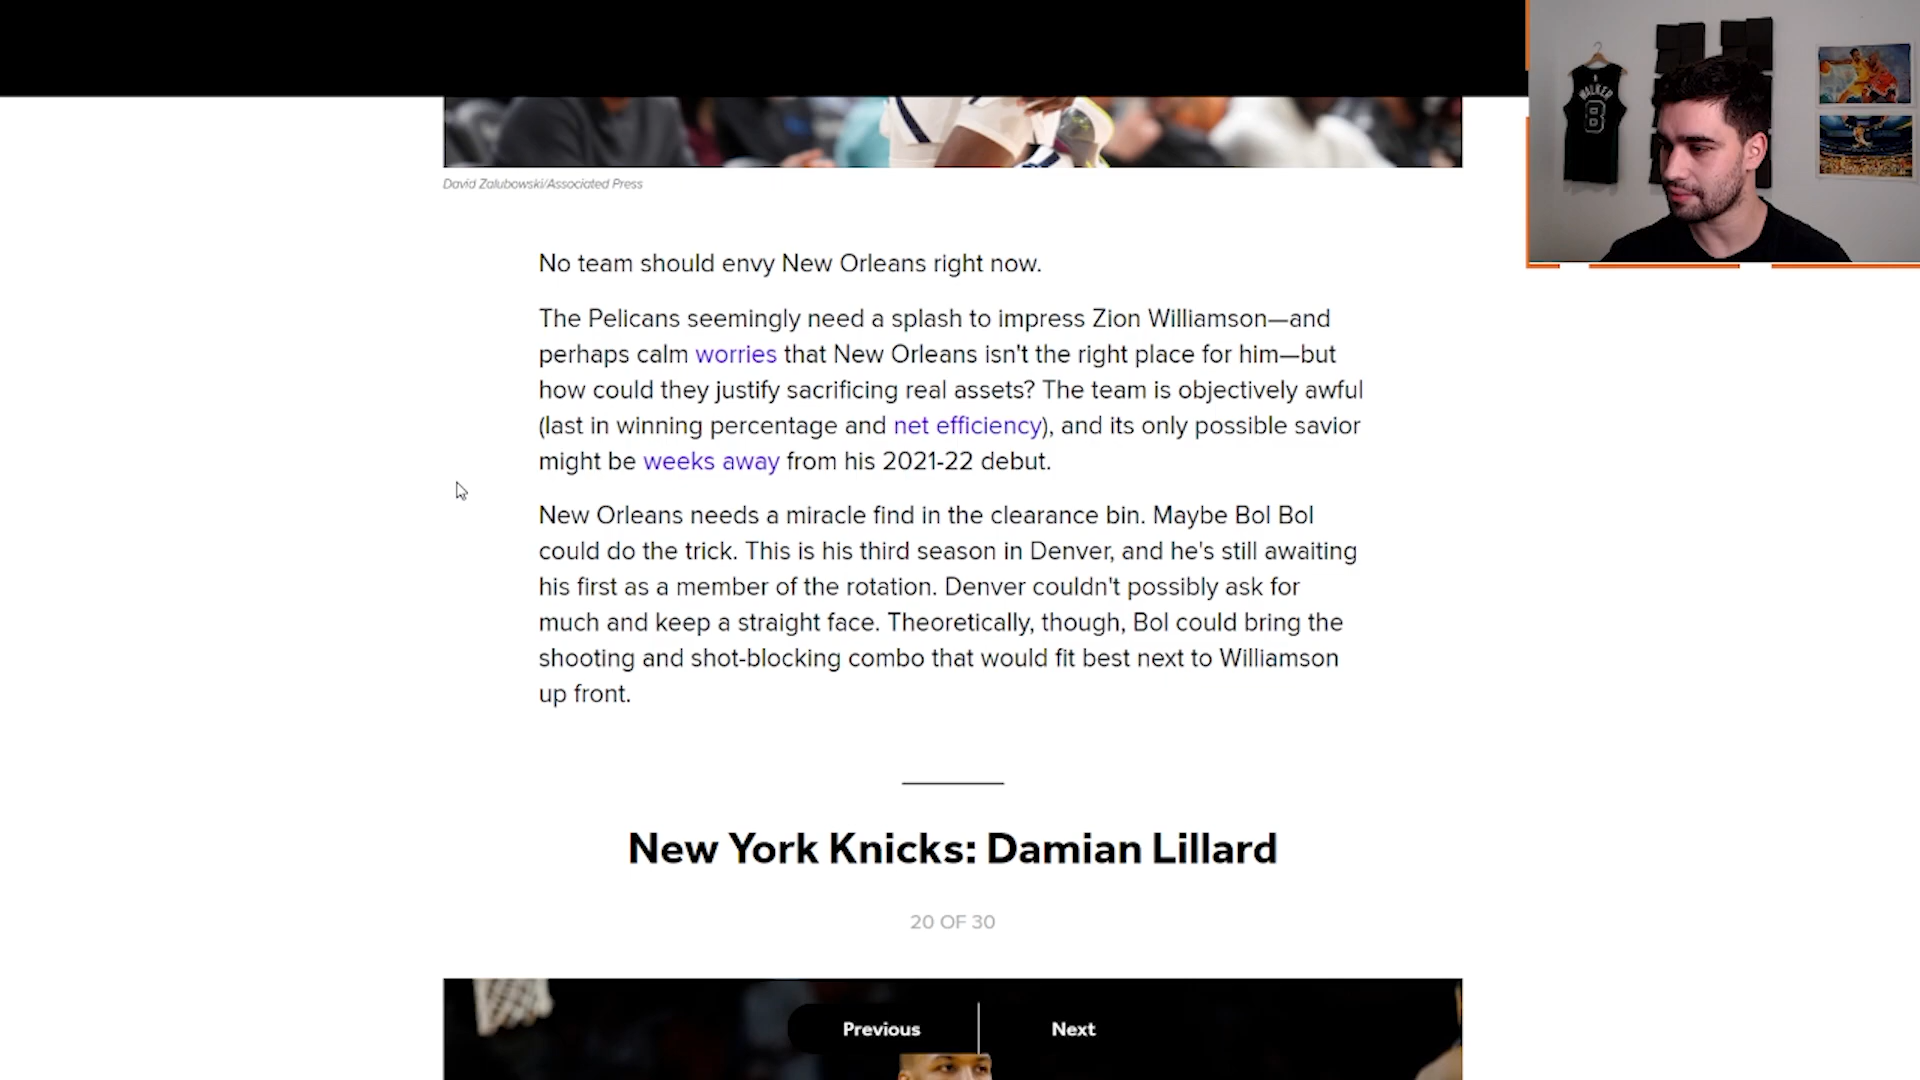 WALKER
8
David Zalubowski/Associated Press
No team should envy New Orleans right now.
The Pelicans seemingly need a splash to impress Zion Williamson—and
perhaps calm worries that New Orleans isn't the right place for him—but
how could they justify sacrificing real assets? The team is objectively awful
(last in winning percentage and net efficiency), and its only possible savior
might be weeks away from his 2021-22 debut.
New Orleans needs a miracle find in the clearance bin. Maybe Bol Bol
could do the trick. This is his third season in Denver, and he's still awaiting
his first as a member of the rotation. Denver couldn't possibly ask for
much and keep a straight face. Theoretically, though, Bol could bring the
shooting and shot-blocking combo that would fit best next to Williamson
up front.
New York Knicks: Damian Lillard
20 OF 30
Previous
Next